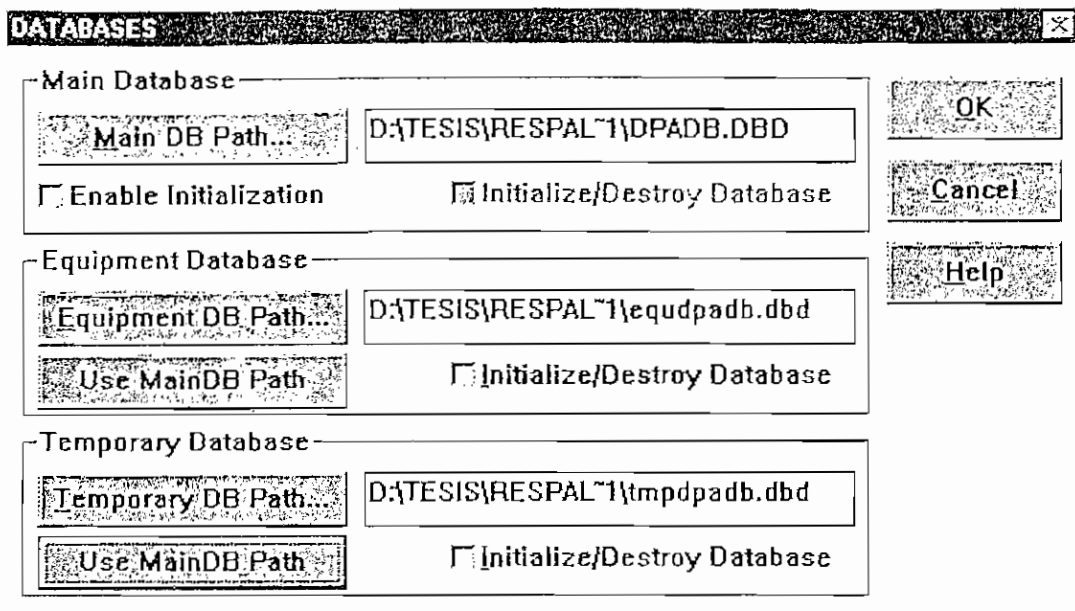 DATABASES
Main Database
Main DB Path... D:\TESIS\RESPAL~1\DPADB.DBD
Enable Initialization Initialize/Destroy Database
OK
Cancel
Help
Equipment Database
Equipment DB Path... D:\TESIS\RESPAL~1\equdpadb.dbd
Use MainDB Path Initialize/Destroy Database
Temporary Database
Temporary DB Path... D:\TESIS\RESPAL~1\tmpdpadb.dbd
Use MainDB Path Initialize/Destroy Database